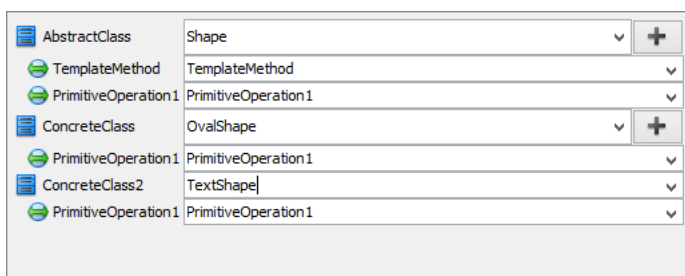 AbstractClass Shape
TemplateMethod TemplateMethod
PrimitiveOperation1 PrimitiveOperation1
ConcreteClass OvalShape
PrimitiveOperation1 PrimitiveOperation1
ConcreteClass2 TextShape
PrimitiveOperation1 PrimitiveOperation1